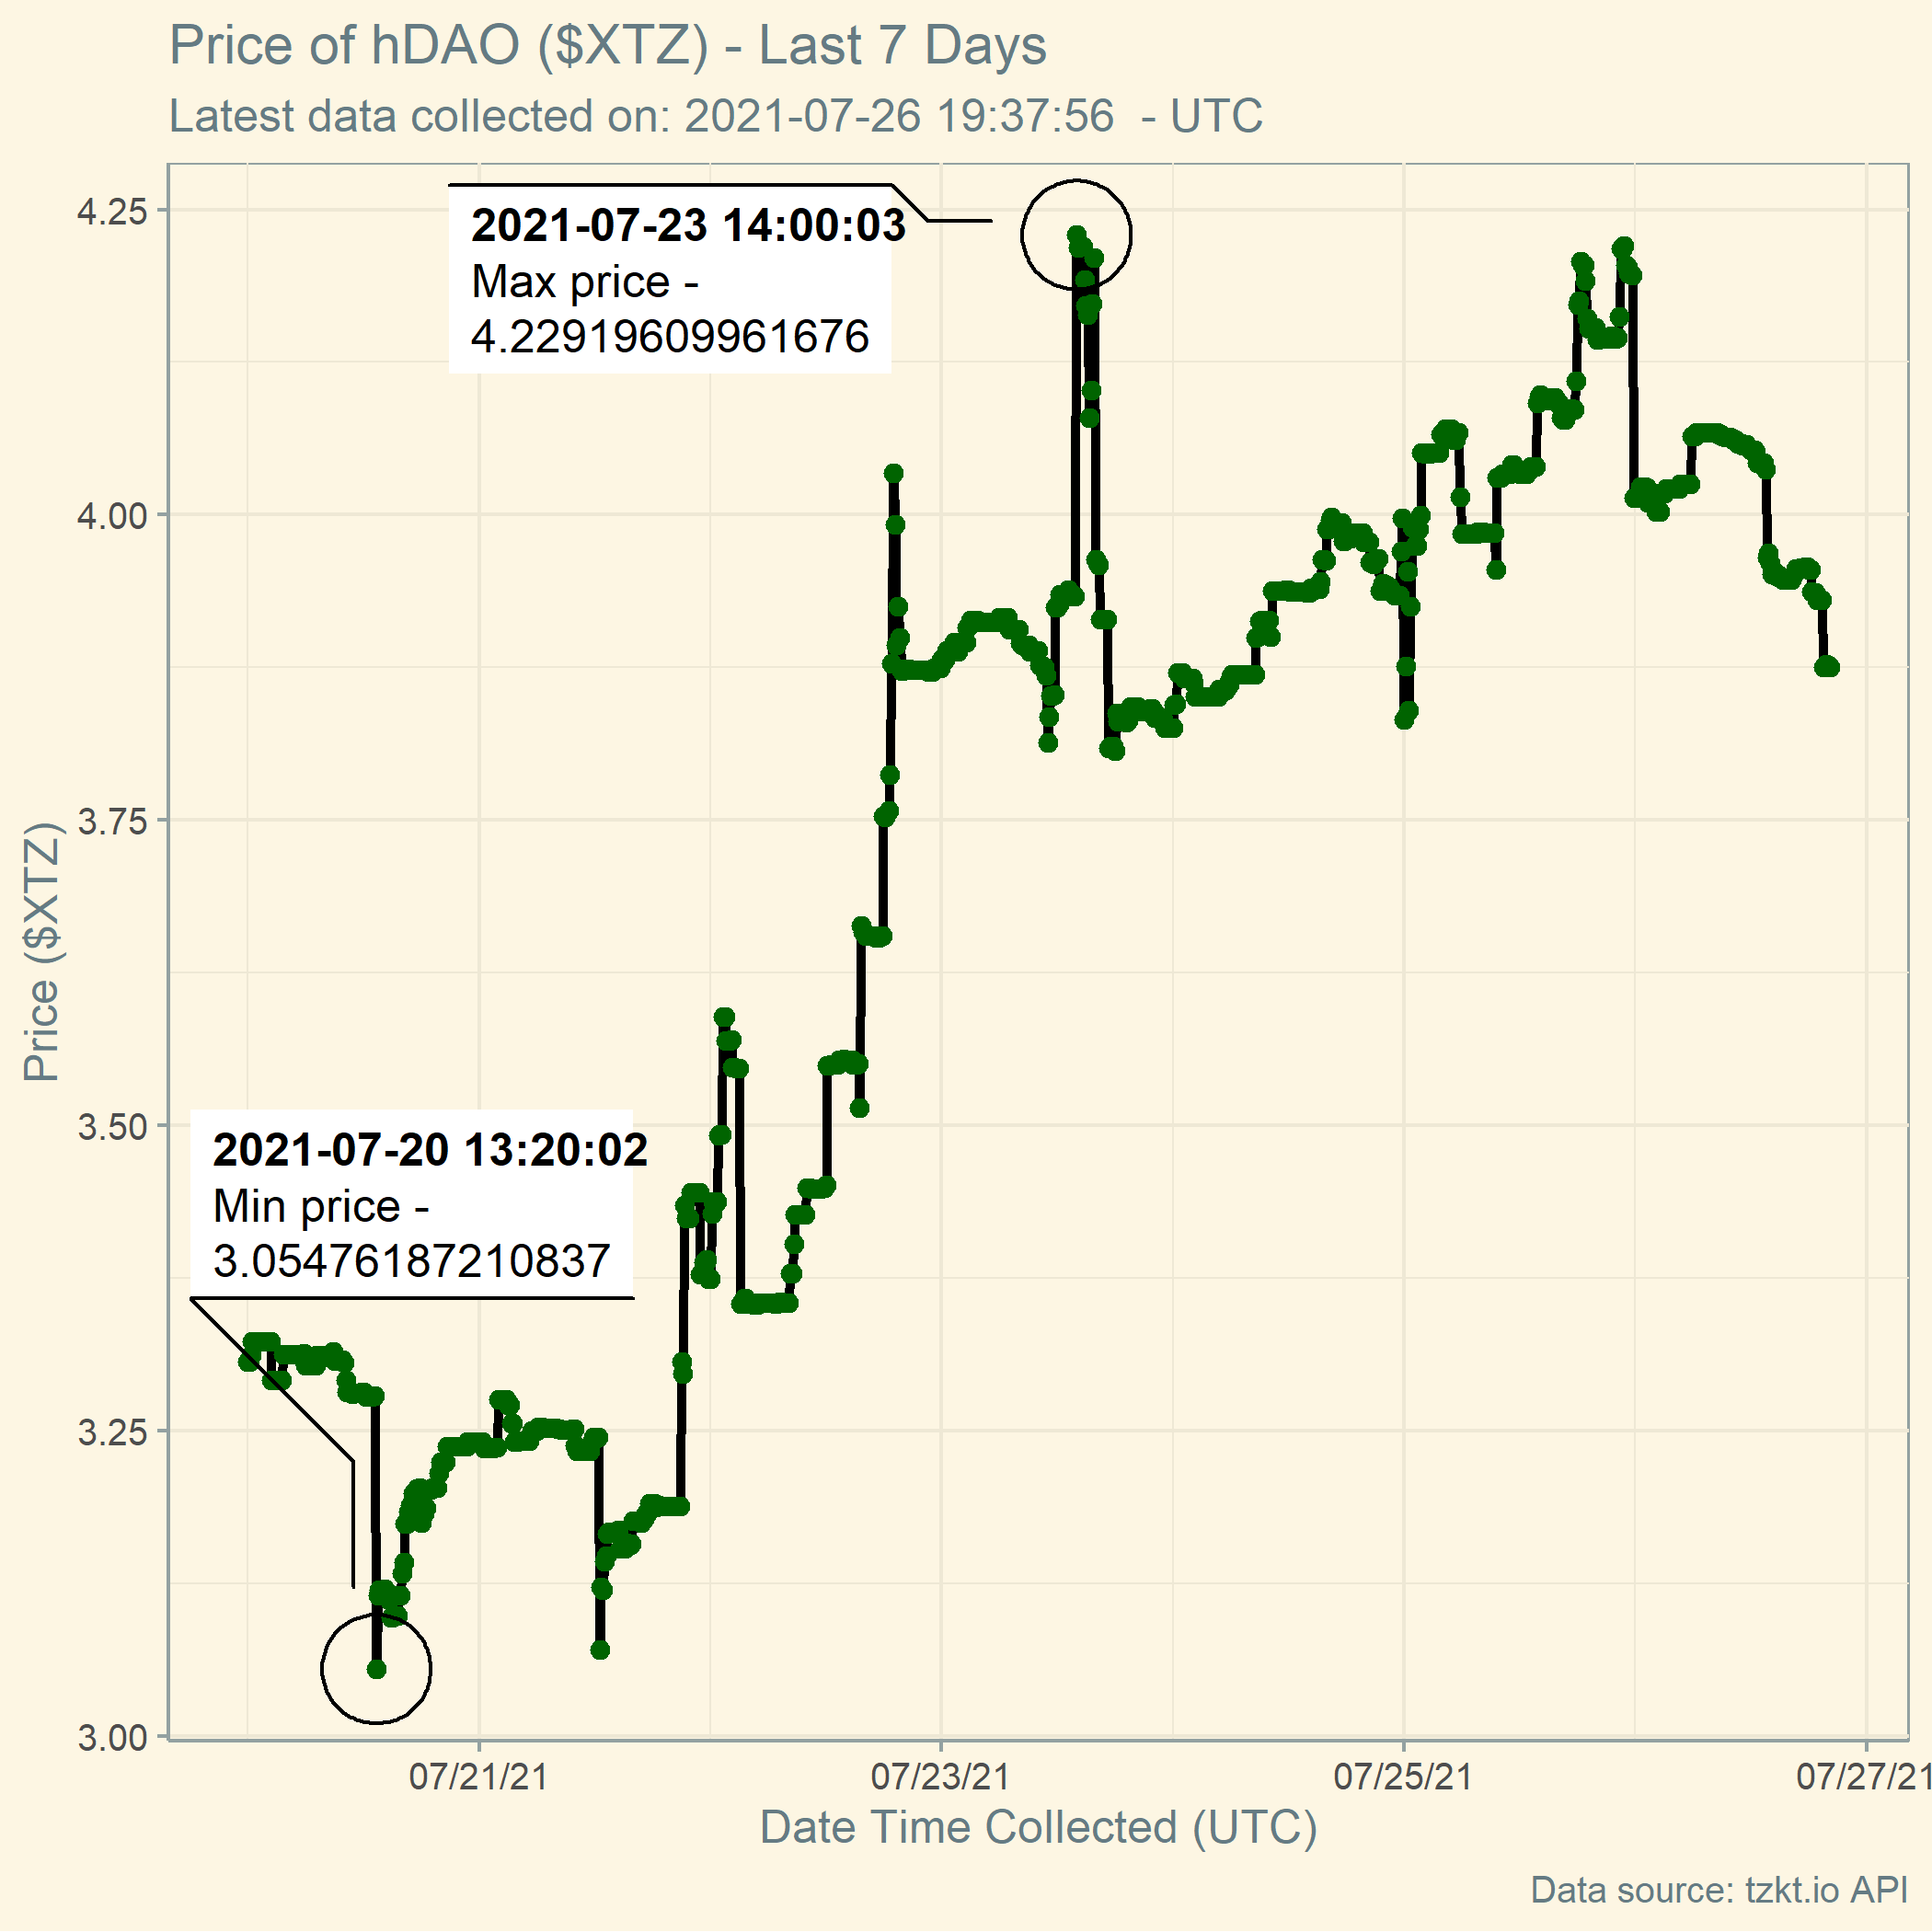 Price of hDAO ($XTZ) - Last 7 Days
Latest data collected on: 2021-07-26 19:37:56  - UTC
4.25
4.00
3.75
3.50
3.25
3.00
Price ($XTZ)
2021-07-23 14:00:03
Max price -
4.22919609961676
2021-07-20 13:20:02
Min price -
3.05476187210837
07/21/21
07/23/21
07/25/21
07/27/21
Date Time Collected (UTC)
Data source: tzkt.io API